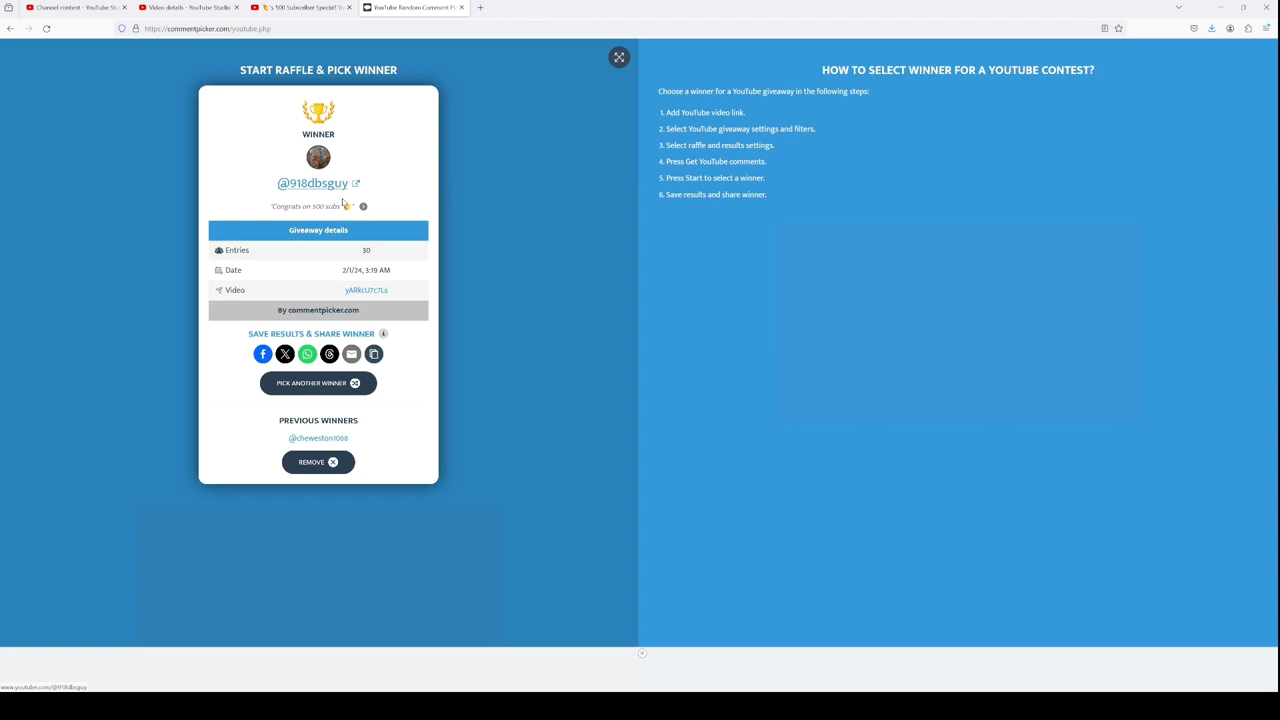 Channel content - YouTube Stu
Video details - YouTube Studio
's 500 Subscriber Special! Yo
YouTube Random Comment Pi
https://commentpicker.com/youtube.php
START RAFFLE & PICK WINNER
WINNER
@918dbsguy
"Congrats on 500 subs 👏"
Giveaway details
Entries 30
Date 2/1/24, 3:19 AM
Video yARkcU7c7Ls
By commentpicker.com
SAVE RESULTS & SHARE WINNER
PICK ANOTHER WINNER
PREVIOUS WINNERS
@cheweston1068
REMOVE
HOW TO SELECT WINNER FOR A YOUTUBE CONTEST?
Choose a winner for a YouTube giveaway in the following steps:
1. Add YouTube video link.
2. Select YouTube giveaway settings and filters.
3. Select raffle and results settings.
4. Press Get YouTube comments.
5. Press Start to select a winner.
6. Save results and share winner.
www.youtube.com/@918dbsguy